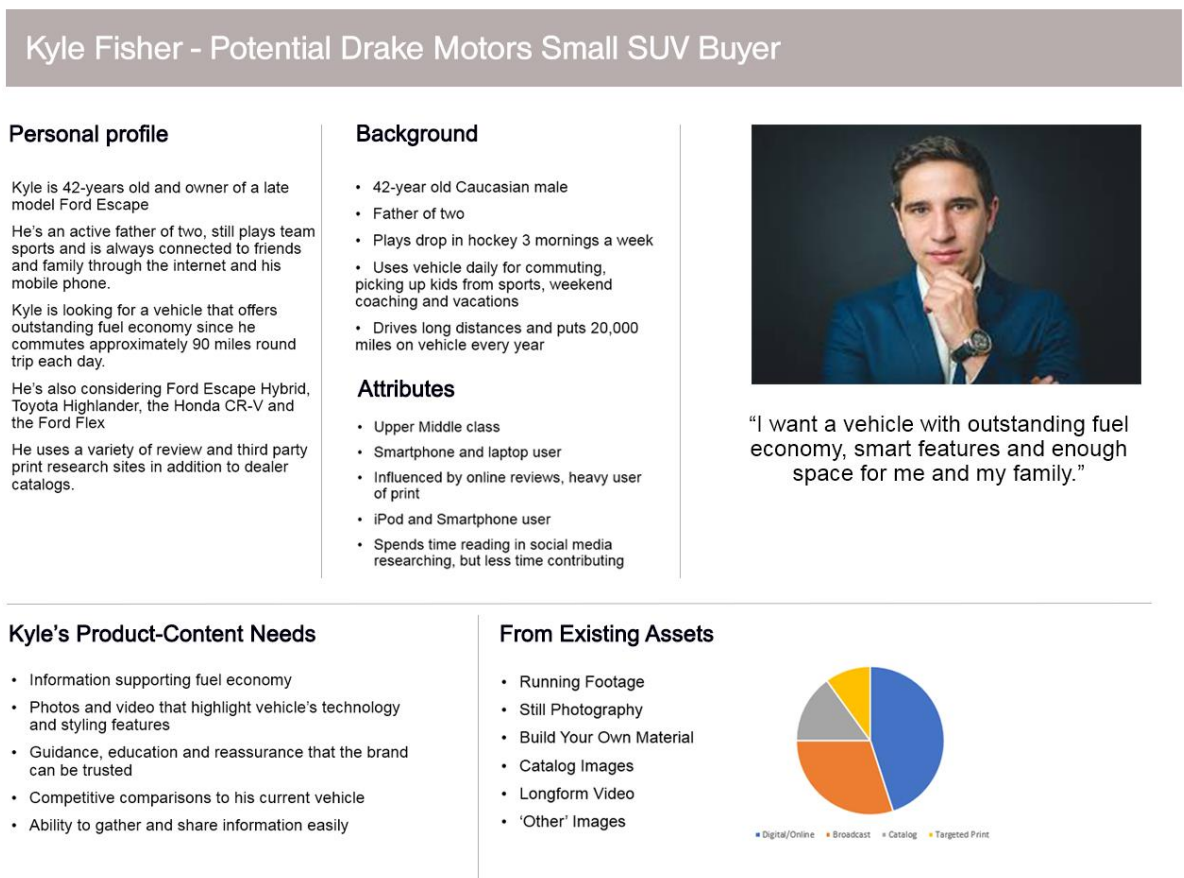 Kyle Fisher - Potential Drake Motors Small SUV Buyer
Personal profile
Kyle is 42-years old and owner of a late
model Ford Escape
He's an active father of two, still plays team
sports and is always connected to friends
and family through the internet and his
mobile phone.
Kyle is looking for a vehicle that offers
outstanding fuel economy since he
commutes approximately 90 miles round
trip each day.
He's also considering Ford Escape Hybrid,
Toyota Highlander, the Honda CR-V and
the Ford Flex
He uses a variety of review and third party
print research sites in addition to dealer
catalogs.
Background
• 42-year old Caucasian male
• Father of two
• Plays drop in hockey 3 mornings a week
• Uses vehicle daily for commuting,
picking up kids from sports, weekend
coaching and vacations
• Drives long distances and puts 20,000
miles on vehicle every year
Attributes
• Upper Middle class
• Smartphone and laptop user
• Influenced by online reviews, heavy user
of print
• iPod and Smartphone user
• Spends time reading in social media
researching, but less time contributing
“I want a vehicle with outstanding fuel
economy, smart features and enough
space for me and my family.”
Kyle's Product-Content Needs
• Information supporting fuel economy
• Photos and video that highlight vehicle's technology
and styling features
• Guidance, education and reassurance that the brand
can be trusted
• Competitive comparisons to his current vehicle
• Ability to gather and share information easily
From Existing Assets
• Running Footage
• Still Photography
• Build Your Own Material
• Catalog Images
• Longform Video
• ‘Other’ Images
Digital/Online Broadcast Catalog Targeted Print